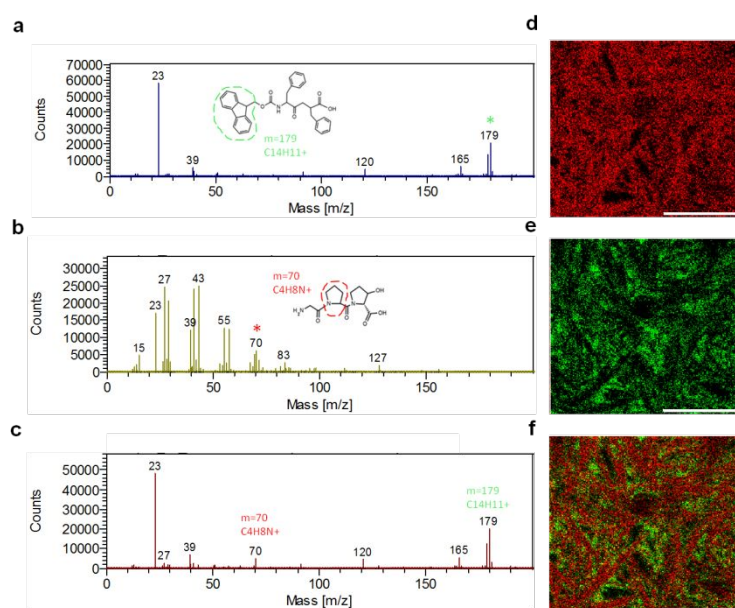 a
d
70000
60000
50000
40000
30000
20000
10000
0
Counts
23
39
120
165
179
*
m=179
C14H11+
O
O
NH
O
O
OH
0
50
100
150
Mass [m/z]
b
e
30000
25000
20000
15000
10000
5000
0
Counts
15
23
27
39
43
55
*
70
83
127
m=70
C4H8N+
H2N
O
N
O
N
OH
O
OH
0
50
100
150
Mass [m/z]
c
f
50000
40000
30000
20000
10000
0
Counts
23
27
39
70
120
165
179
m=70
C4H8N+
m=179
C14H11+
0
50
100
150
Mass [m/z]